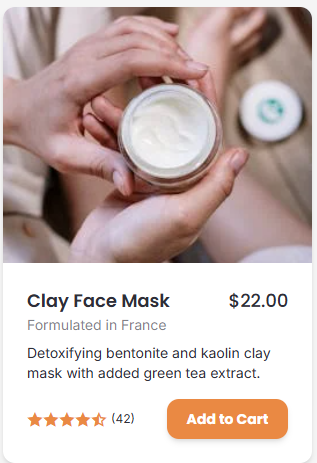 Clay Face Mask $22.00
Formulated in France
Detoxifying bentonite and kaolin clay
mask with added green tea extract.
(42) Add to Cart